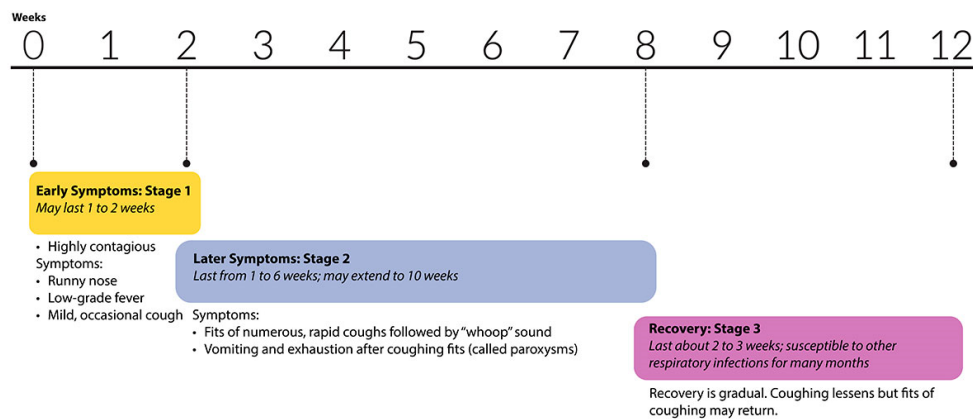 Weeks
0 1 2 3 4 5 6 7 8 9 10 11 12
Early Symptoms: Stage 1
May last 1 to 2 weeks
• Highly contagious
Symptoms:
• Runny nose
• Low-grade fever
• Mild, occasional cough
Later Symptoms: Stage 2
Last from 1 to 6 weeks; may extend to 10 weeks
Symptoms:
• Fits of numerous, rapid coughs followed by “whoop” sound
• Vomiting and exhaustion after coughing fits (called paroxysms)
Recovery: Stage 3
Last about 2 to 3 weeks; susceptible to other
respiratory infections for many months
Recovery is gradual. Coughing lessens but fits of
coughing may return.